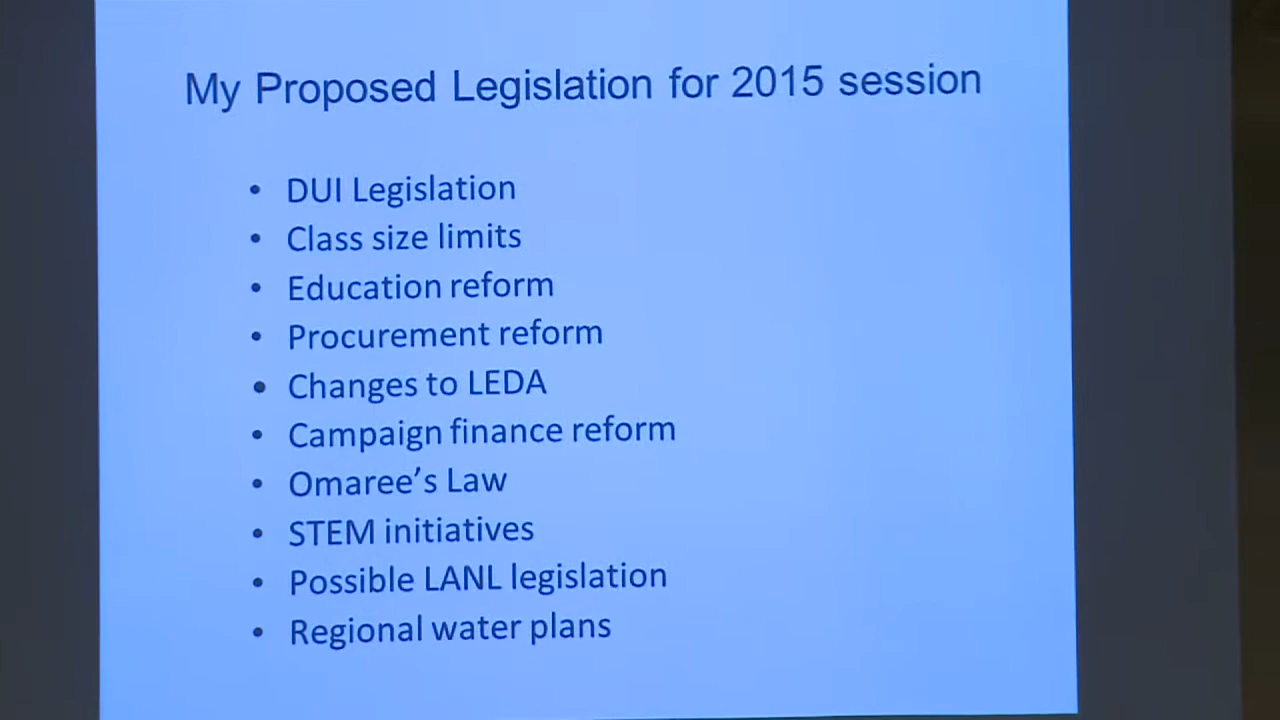 My Proposed Legislation for 2015 session
• DUI Legislation
• Class size limits
• Education reform
• Procurement reform
• Changes to LEDA
• Campaign finance reform
• Omaree's Law
• STEM initiatives
• Possible LANL legislation
• Regional water plans